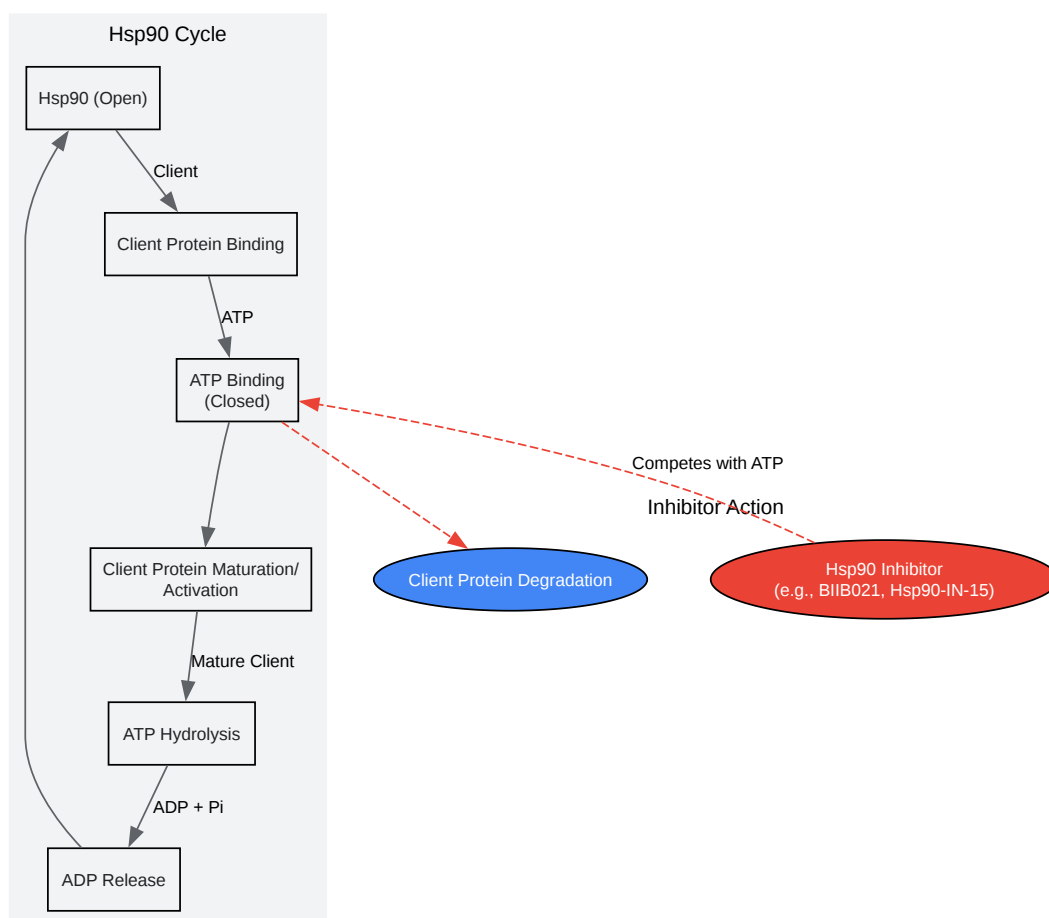 Hsp90 Cycle
Hsp90 (Open)
Client
Client Protein Binding
ATP
ATP Binding
(Closed)
Competes with ATP
Inhibitor Action
Client Protein Maturation/
Activation
Client Protein Degradation
Hsp90 Inhibitor
(e.g., BIIB021, Hsp90-IN-15)
Mature Client
ATP Hydrolysis
ADP + Pi
ADP Release